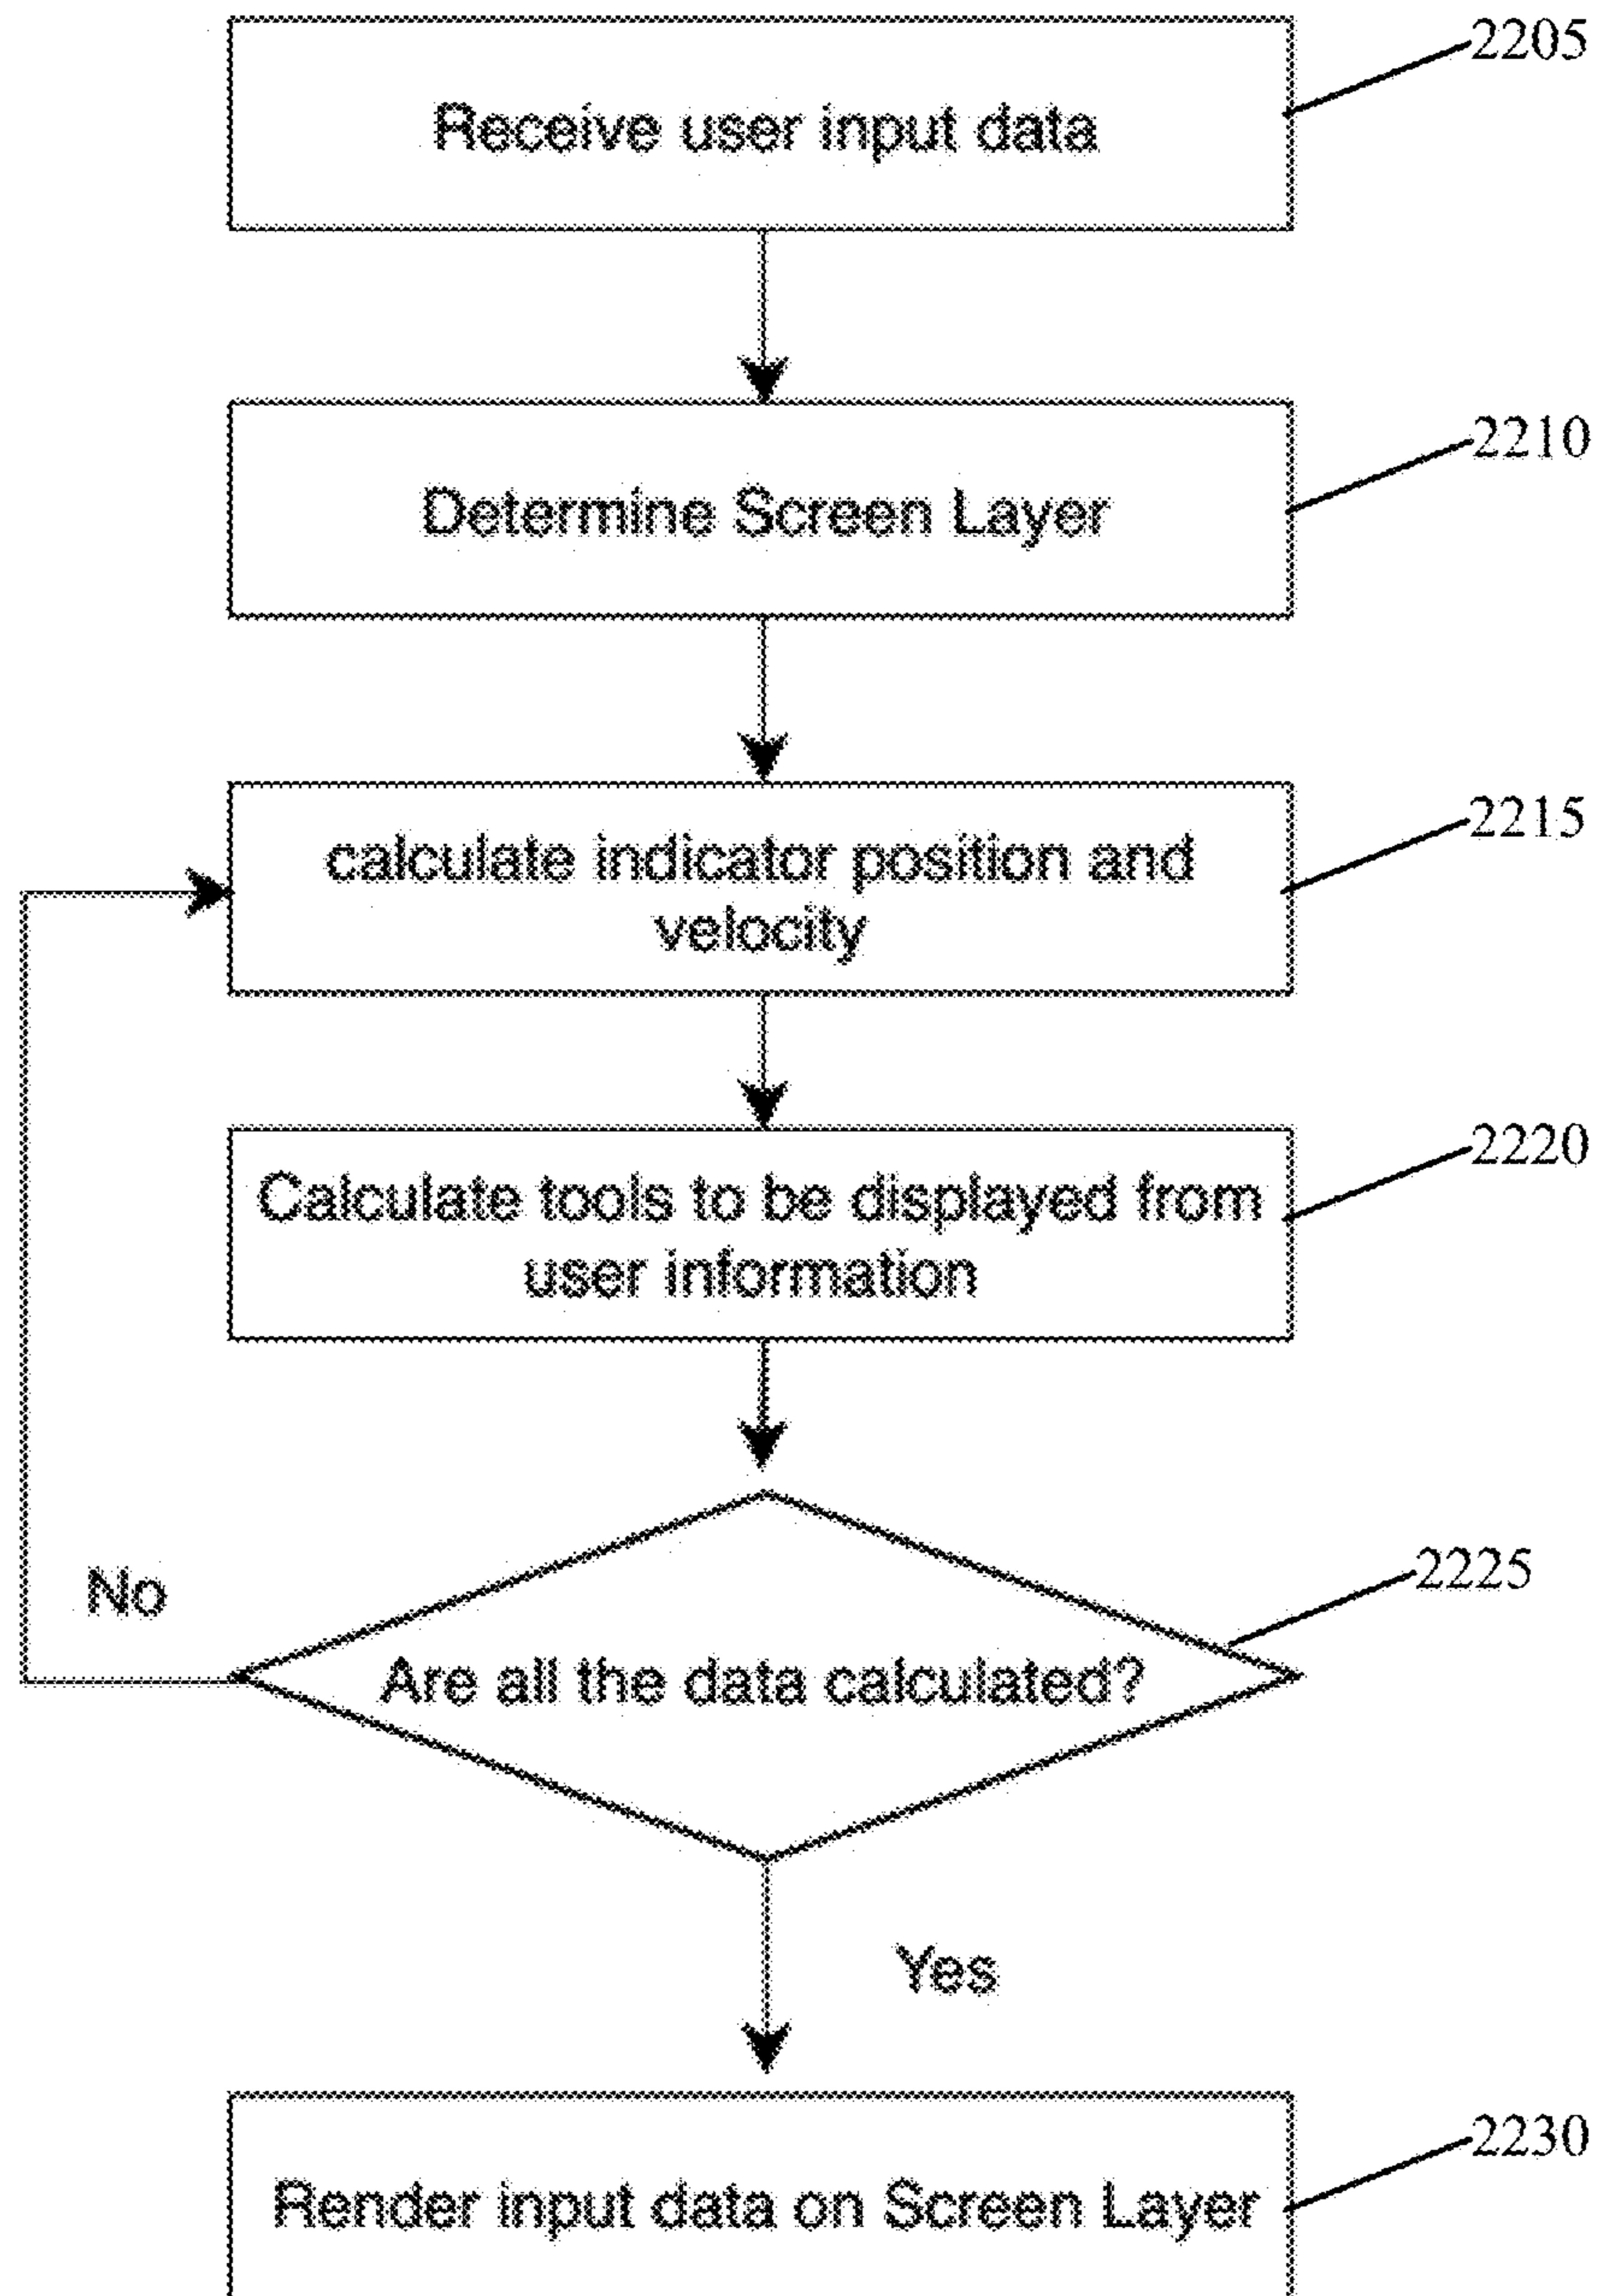 2205
Receive user input data
2210
Determine Screen Layer
2215
calculate indicator position and
velocity
2220
Calculate tools to be displayed from
user information
2225
No
Are all the data calculated?
Yes
2230
Render input data on Screen Layer